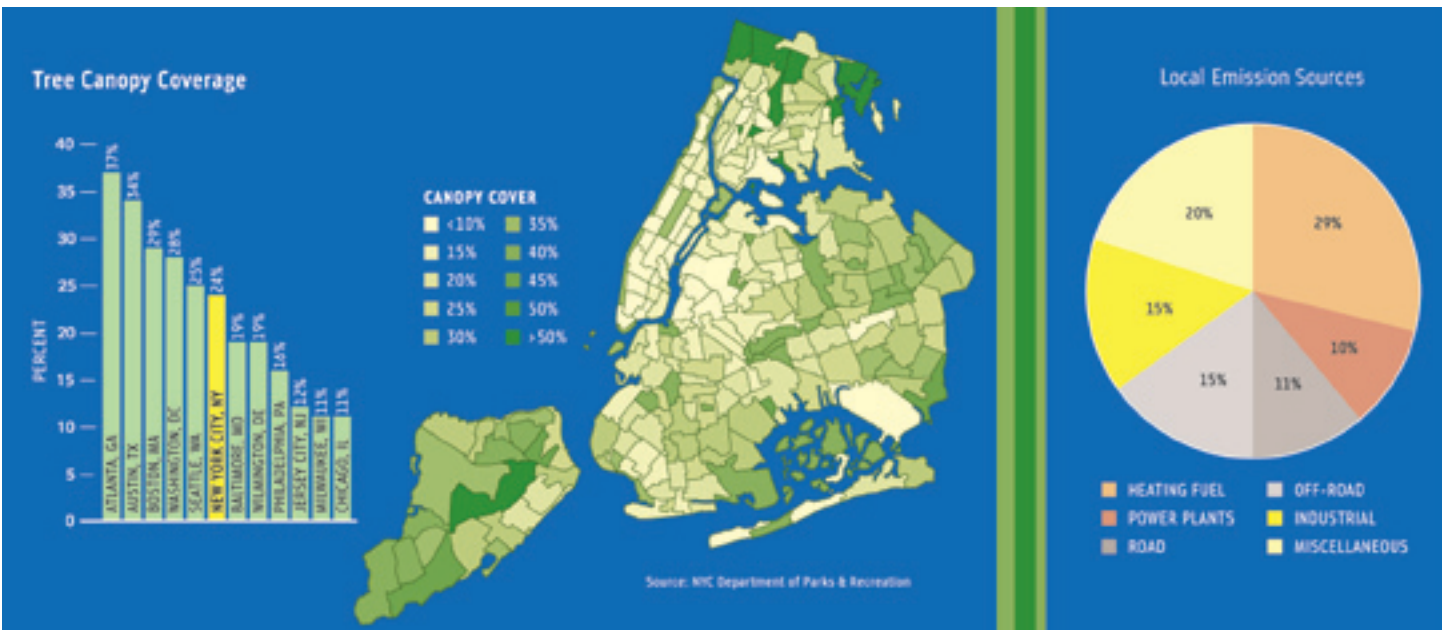 Tree Canopy Coverage
PERCENT
40
35
30
25
20
15
10
5
0
37%
34%
29%
28%
25%
24%
19%
19%
16%
12%
11%
11%
ATLANTA, GA
AUSTIN, TX
BOSTON, MA
WASHINGTON, DC
SEATTLE, WA
NEW YORK CITY, NY
BALTIMORE, MD
WILMINGTON, DE
PHILADELPHIA, PA
JERSEY CITY, NJ
MILWAUKEE, WI
CHICAGO, IL
CANOPY COVER
<10%
15%
20%
25%
30%
35%
40%
45%
50%
>50%
Source: NYC Department of Parks & Recreation
Local Emission Sources
20%
29%
15%
10%
15%
11%
HEATING FUEL
POWER PLANTS
ROAD
OFF-ROAD
INDUSTRIAL
MISCELLANEOUS